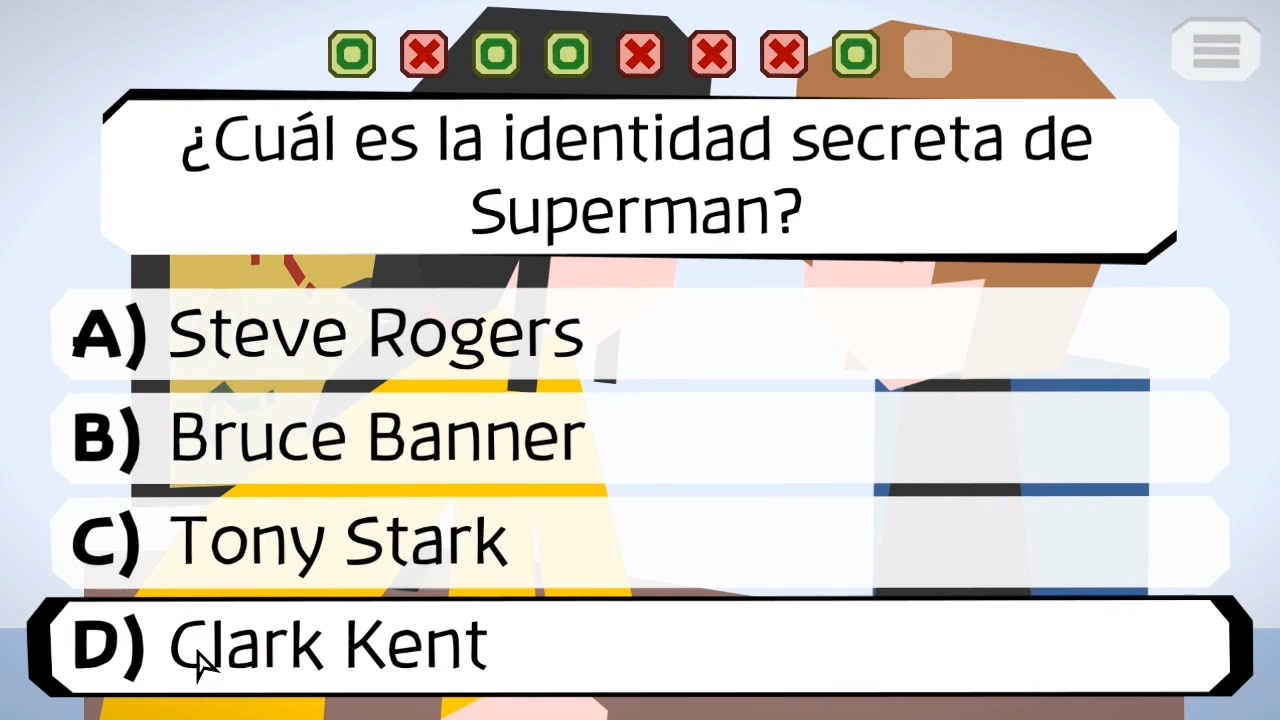 ¿Cuál es la identidad secreta de
Superman?
A) Steve Rogers
B) Bruce Banner
C) Tony Stark
D) Clark Kent